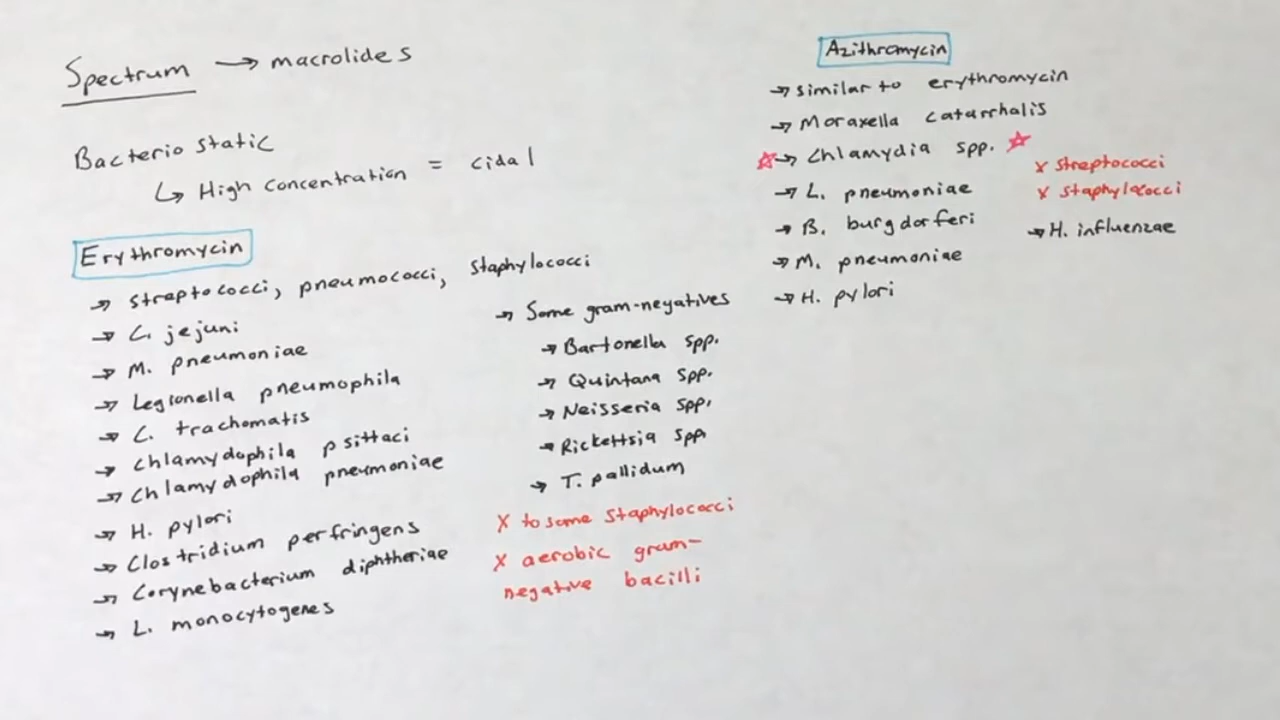 Spectrum → macrolides
Bacterio static
↳ High concentration = cidal
Erythromycin
→ streptococci, pneumococci, staphylococci
→ C. jejuni
→ M. pneumoniae
→ Legionella pneumophila
→ C. trachomatis
→ Chlamydophila psittaci
→ Chlamydophila pneumoniae
→ H. pylori
→ Clostridium perfringens
→ Corynebacterium diphtheriae
→ L. monocytogenes
→ Some gram-negatives
→ Bartonella spp.
→ Quintana spp.
→ Neisseria spp.
→ Rickettsia spp.
→ T. pallidum
X to some staphylococci
X aerobic gram-
negative bacilli
Azithromycin
→ similar to erythromycin
→ Moraxella catarrhalis
☆→ Chlamydia spp. ☆
→ L. pneumoniae
→ B. burgdorferi
→ M. pneumoniae
→ H. pylori
X streptococci
X staphylococci
→ H. influenzae